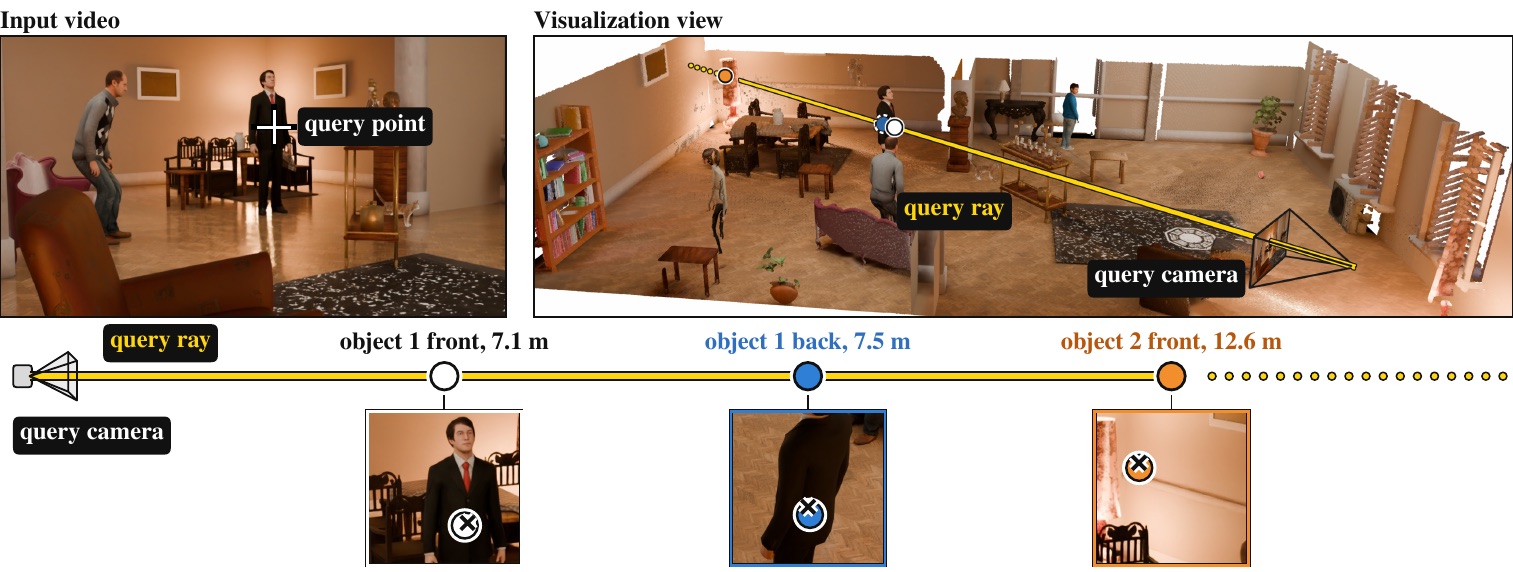 Input video
Visualization view
query point
query ray
query camera
query ray
object 1 front, 7.1 m
object 1 back, 7.5 m
object 2 front, 12.6 m
query camera